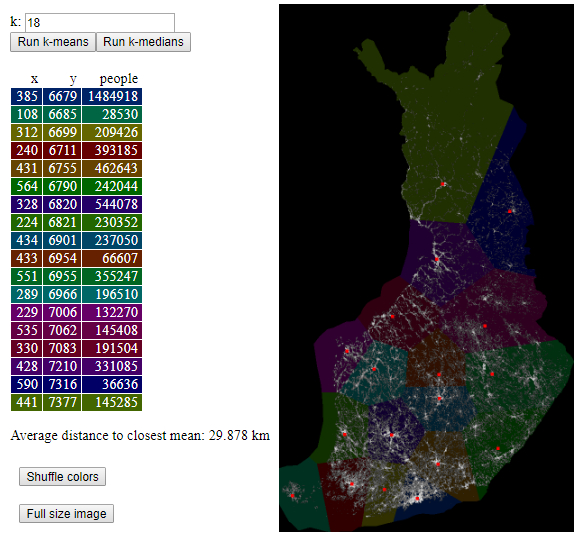 k: 18
Run k-means Run k-medians
x y people
385 6679 1484918
108 6685 28530
312 6699 209426
240 6711 393185
431 6755 462643
564 6790 242044
328 6820 544078
224 6821 230352
434 6901 237050
433 6954 66607
551 6955 355247
289 6966 196510
229 7006 132270
535 7062 145408
330 7083 191504
428 7210 331085
590 7316 36636
441 7377 145285
Average distance to closest mean: 29.878 km
Shuffle colors
Full size image